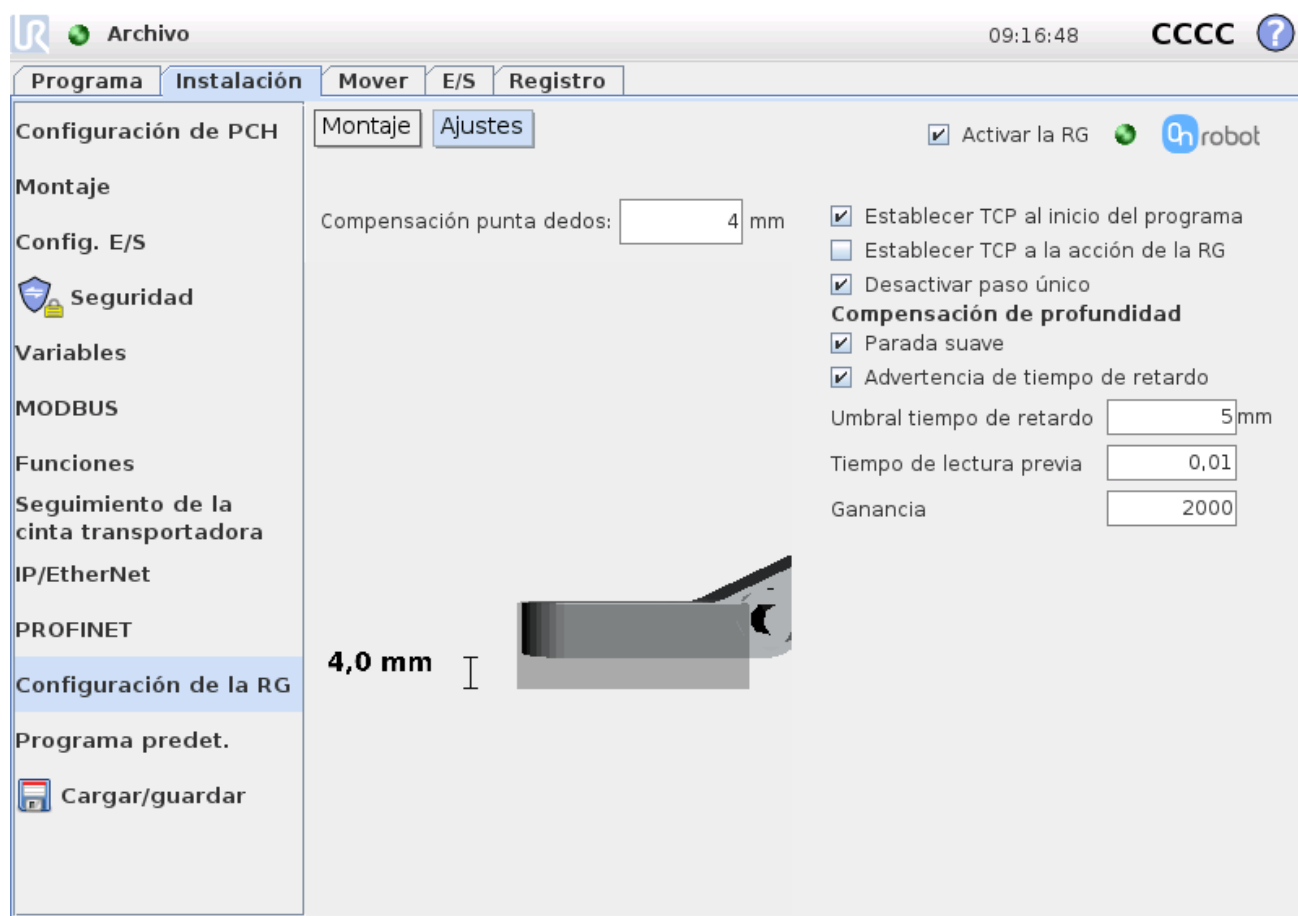 UR Archivo 09:16:48 CCCC ?
Programa Instalación Mover E/S Registro
Configuración de PCH
Montaje
Config. E/S
Seguridad
Variables
MODBUS
Funciones
Seguimiento de la
cinta transportadora
IP/EtherNet
PROFINET
Configuración de la RG
Programa predet.
Cargar/guardar
Montaje Ajustes
Activar la RG On robot
Compensación punta dedos: 4 mm
4,0 mm
Establecer TCP al inicio del programa
Establecer TCP a la acción de la RG
Desactivar paso único
Compensación de profundidad
Parada suave
Advertencia de tiempo de retardo
Umbral tiempo de retardo 5 mm
Tiempo de lectura previa 0,01
Ganancia 2000